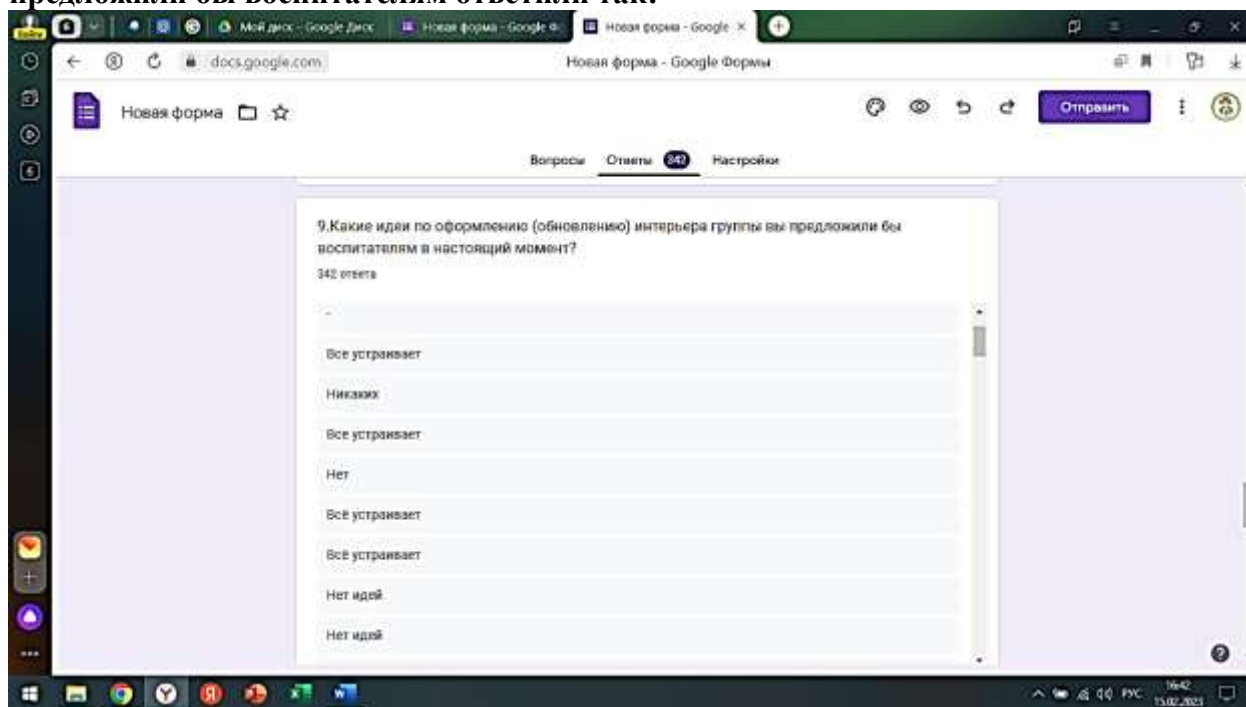 предложили бы воспитателям ответили так:
Мой диск - Google Диск
Новая форма - Google Ф
Новая форма - Google
docs.google.com
Новая форма - Google Формы
Новая форма
Отправить
Вопросы Ответы 342 Настройки
9.Какие идеи по оформлению (обновлению) интерьера группы вы предложили бы
воспитателям в настоящий момент?
342 ответа
-
Все устраивает
Никаких
Все устраивает
Нет
Всё устраивает
Всё устраивает
Нет идей
Нет идей
РУС
16:42
15.02.2023